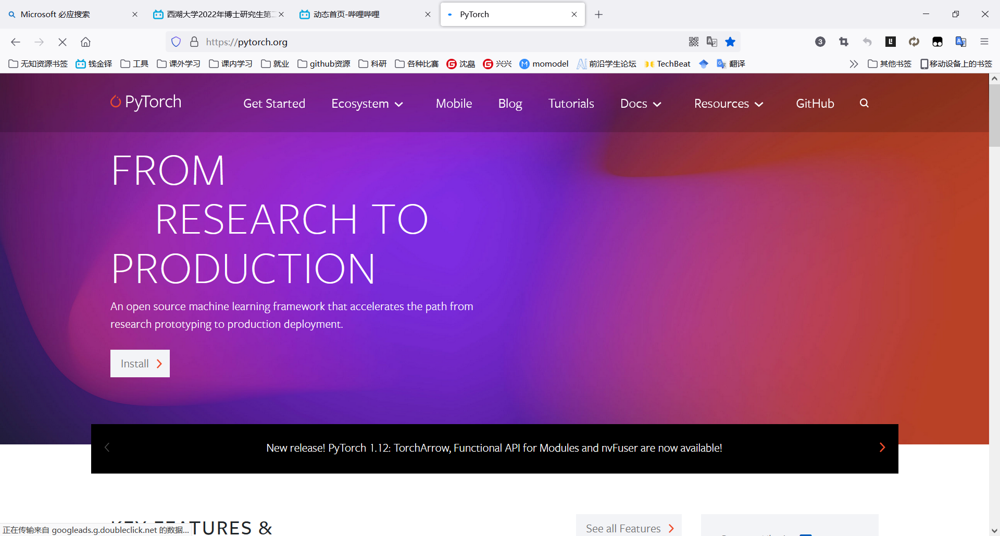 Microsoft 必应搜索
西湖大学2022年博士研究生第二
动态首页-哔哩哔哩
PyTorch
https://pytorch.org
3
无知资源书签
钱金铎
工具
课外学习
课内学习
就业
github资源
科研
各种比赛
沈晶
兴兴
M
momodel
前沿学生论坛
TechBeat
翻译
其他书签
移动设备上的书签
PyTorch
Get Started
Ecosystem
Mobile
Blog
Tutorials
Docs
Resources
GitHub
FROM
RESEARCH TO
PRODUCTION
An open source machine learning framework that accelerates the path from
research prototyping to production deployment.
Install
New release! PyTorch 1.12: TorchArrow, Functional API for Modules and nvFuser are now available!
KEY FEATURES &
See all Features
正在传输来自 googleads.g.doubleclick.net 的数据...